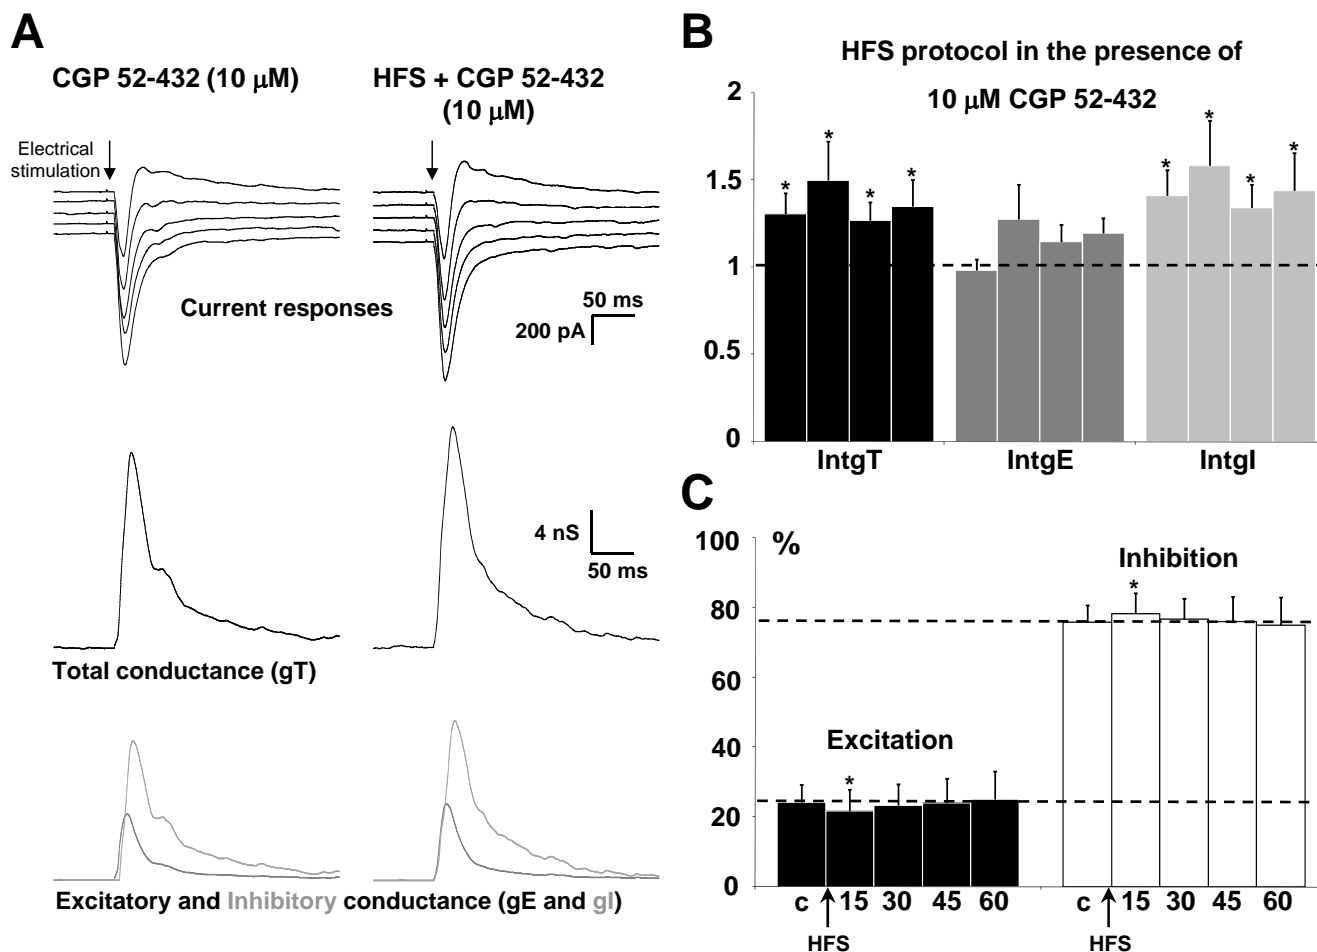 A
CGP 52-432 (10 μM)
HFS + CGP 52-432
(10 μM)
Electrical
stimulation
Current responses
50 ms
200 pA
4 nS
50 ms
Total conductance (gT)
Excitatory and Inhibitory conductance (gE and gI)
B
HFS protocol in the presence of
10 μM CGP 52-432
2
1.5
1
0.5
0
* * * *
* * * *
IntgT IntgE IntgI
C
%
100
80
60
40
20
0
Inhibition
*
Excitation
*
c 15 30 45 60 c 15 30 45 60
HFS HFS